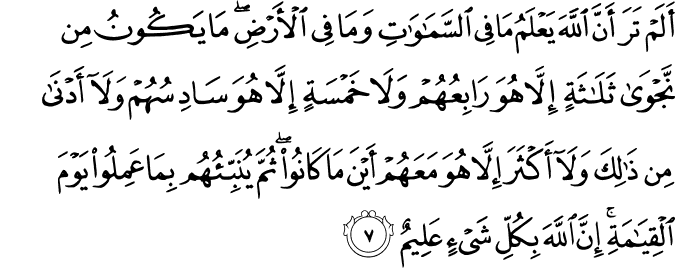 أَلَمْ تَرَ أَنَّ ٱللَّهَ يَعْلَمُ مَا فِى ٱلسَّمَٰوَٰتِ وَمَا فِى ٱلْأَرْضِ ۖ مَا يَكُونُ مِن
نَّجْوَىٰ ثَلَٰثَةٍ إِلَّا هُوَ رَابِعُهُمْ وَلَا خَمْسَةٍ إِلَّا هُوَ سَادِسُهُمْ وَلَآ أَدْنَىٰ
مِن ذَٰلِكَ وَلَآ أَكْثَرَ إِلَّا هُوَ مَعَهُمْ أَيْنَ مَا كَانُوا۟ ۖ ثُمَّ يُنَبِّئُهُم بِمَا عَمِلُوا۟ يَوْمَ
ٱلْقِيَٰمَةِ ۚ إِنَّ ٱللَّهَ بِكُلِّ شَىْءٍ عَلِيمٌ ٧